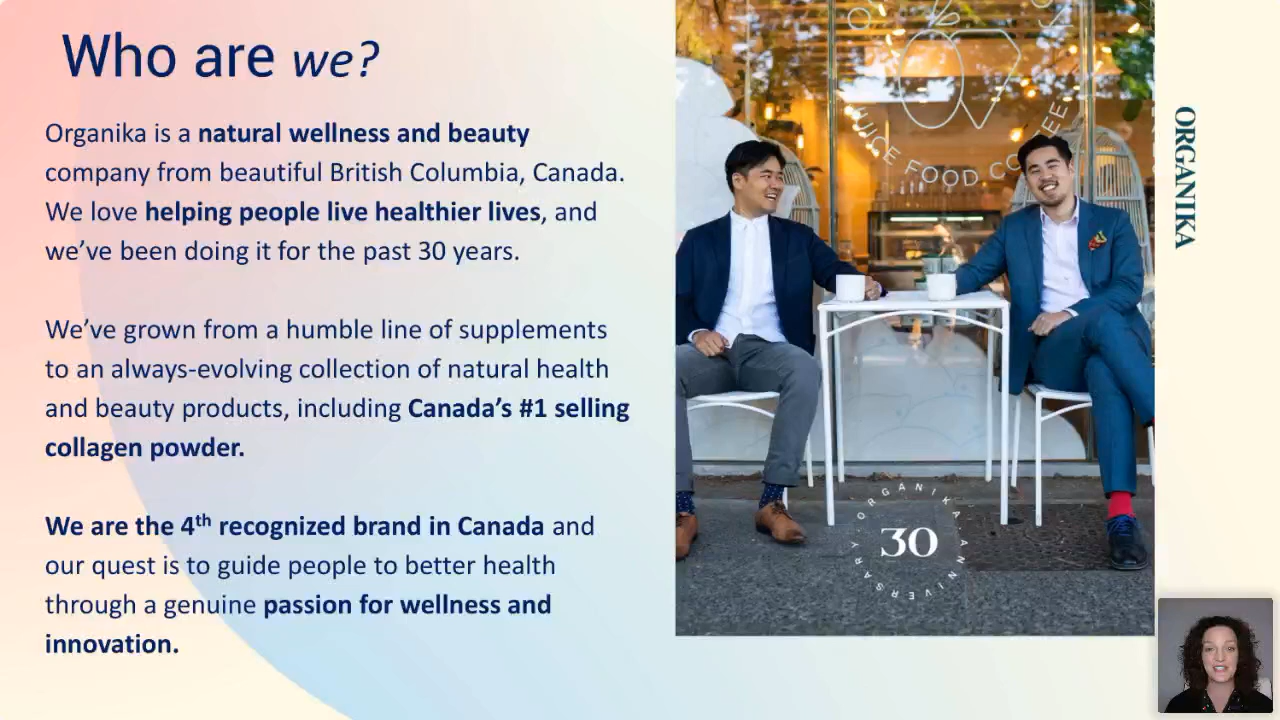 Who are we?
Organika is a natural wellness and beauty
company from beautiful British Columbia, Canada.
We love helping people live healthier lives, and
we’ve been doing it for the past 30 years.
We’ve grown from a humble line of supplements
to an always-evolving collection of natural health
and beauty products, including Canada’s #1 selling
collagen powder.
We are the 4th recognized brand in Canada and
our quest is to guide people to better health
through a genuine passion for wellness and
innovation.
JUICE FOOD COFFEE
ORGANIKA
ORGANIKA · ANNIVERSARY ·
30